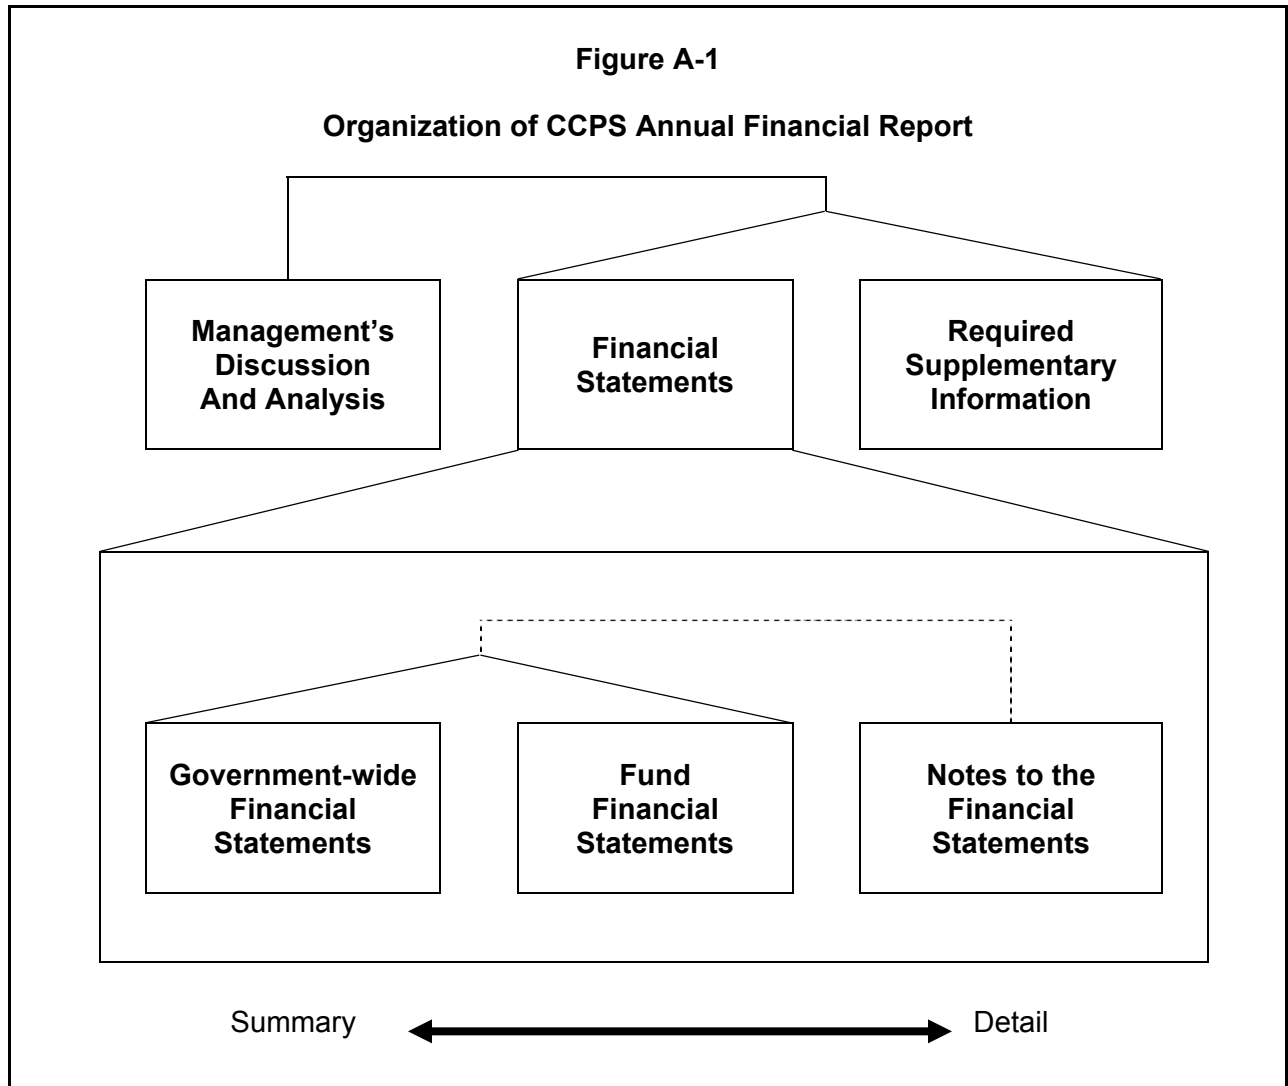 Figure A-1
Organization of CCPS Annual Financial Report
Management’s
Discussion
And Analysis
Financial
Statements
Required
Supplementary
Information
Government-wide
Financial
Statements
Fund
Financial
Statements
Notes to the
Financial
Statements
Summary
Detail